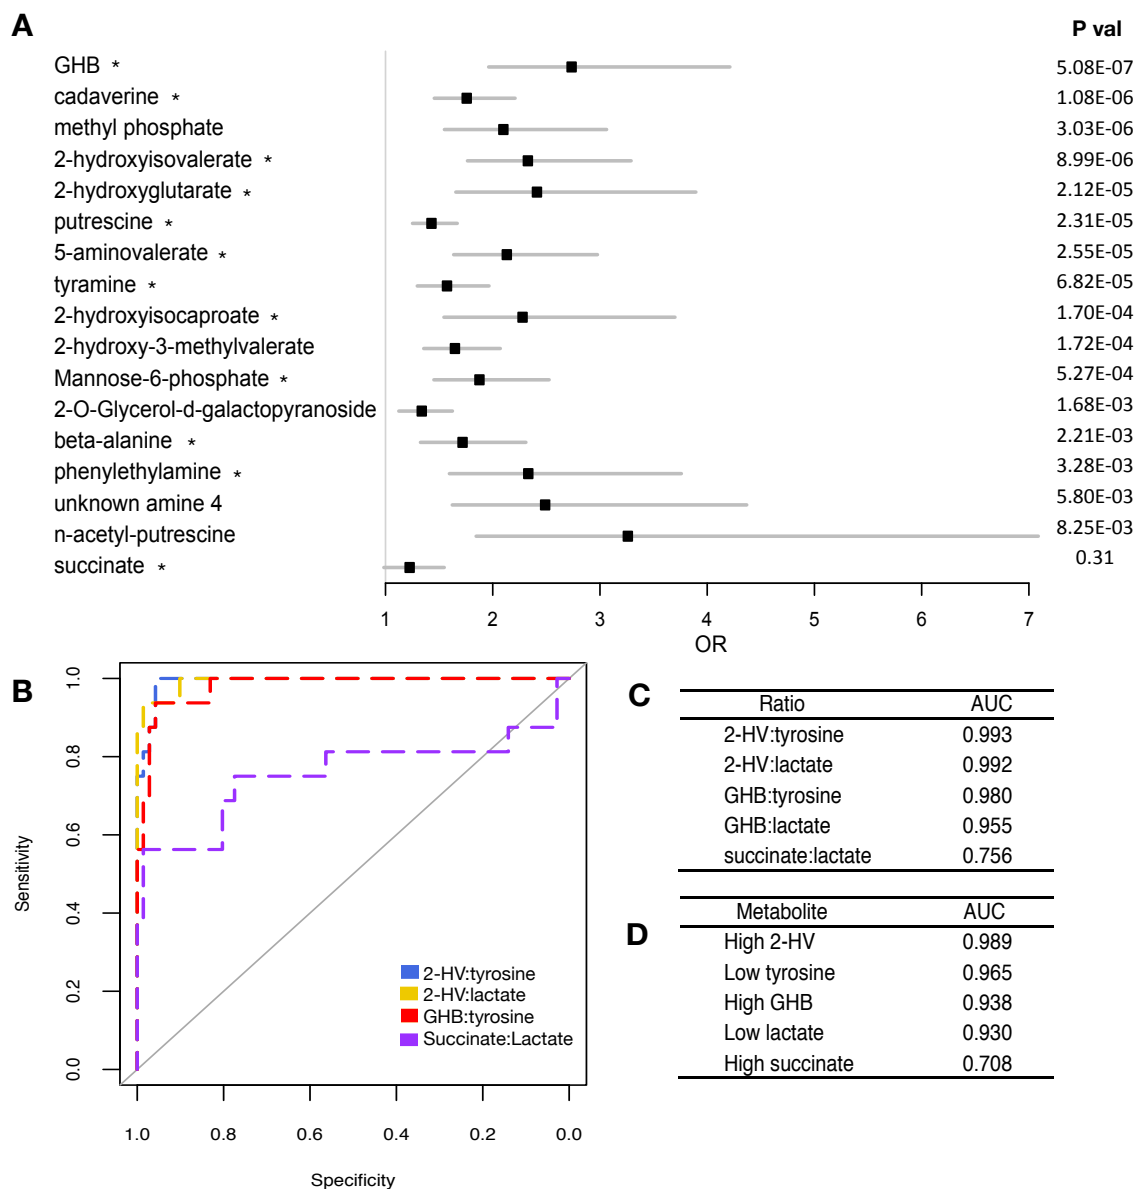 A
P val
GHB * 5.08E-07
cadaverine * 1.08E-06
methyl phosphate 3.03E-06
2-hydroxyisovalerate * 8.99E-06
2-hydroxyglutarate * 2.12E-05
putrescine * 2.31E-05
5-aminovalerate * 2.55E-05
tyramine * 6.82E-05
2-hydroxyisocaproate * 1.70E-04
2-hydroxy-3-methylvalerate 1.72E-04
Mannose-6-phosphate * 5.27E-04
2-O-Glycerol-d-galactopyranoside 1.68E-03
beta-alanine * 2.21E-03
phenylethylamine * 3.28E-03
unknown amine 4 5.80E-03
n-acetyl-putrescine 8.25E-03
succinate * 0.31
1 2 3 4 5 6 7
OR
B
Sensitivity
1.0
0.8
0.6
0.4
0.2
0.0
2-HV:tyrosine
2-HV:lactate
GHB:tyrosine
Succinate:Lactate
1.0 0.8 0.6 0.4 0.2 0.0
Specificity
C
Ratio AUC
2-HV:tyrosine 0.993
2-HV:lactate 0.992
GHB:tyrosine 0.980
GHB:lactate 0.955
succinate:lactate 0.756
D
Metabolite AUC
High 2-HV 0.989
Low tyrosine 0.965
High GHB 0.938
Low lactate 0.930
High succinate 0.708